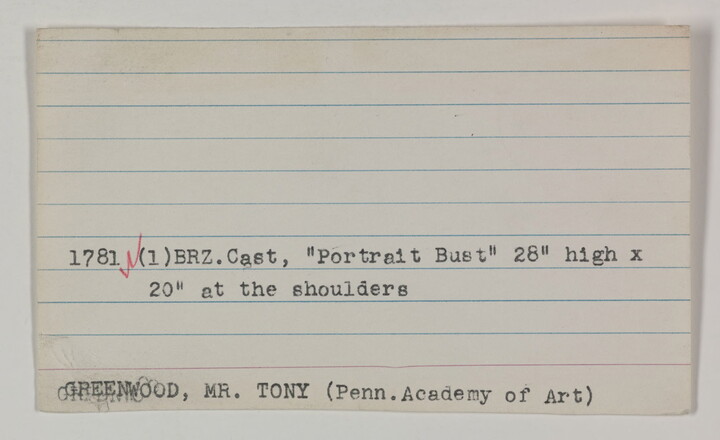 1781 (1)BRZ.Cast, "Portrait Bust" 28" high x
20" at the shoulders
GREENWOOD, MR. TONY (Penn.Academy of Art)